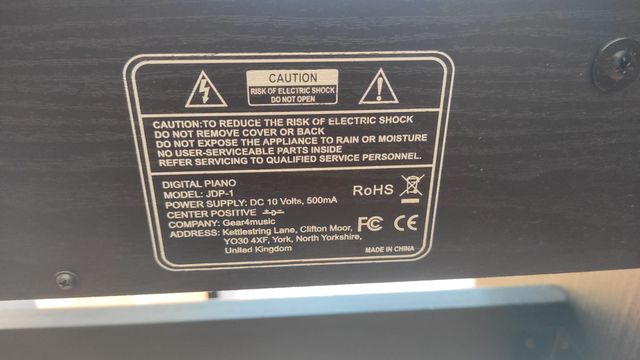 CAUTION
RISK OF ELECTRIC SHOCK
DO NOT OPEN
CAUTION:TO REDUCE THE RISK OF ELECTRIC SHOCK
DO NOT REMOVE COVER OR BACK
DO NOT EXPOSE THE APPLIANCE TO RAIN OR MOISTURE
NO USER-SERVICEABLE PARTS INSIDE
REFER SERVICING TO QUALIFIED SERVICE PERSONNEL.
DIGITAL PIANO
MODEL: JDP-1
POWER SUPPLY: DC 10 Volts, 500mA
CENTER POSITIVE
COMPANY: Gear4music
ADDRESS: Kettlestring Lane, Clifton Moor,
YO30 4XF, York, North Yorkshire,
United Kingdom
RoHS
FC CE
MADE IN CHINA